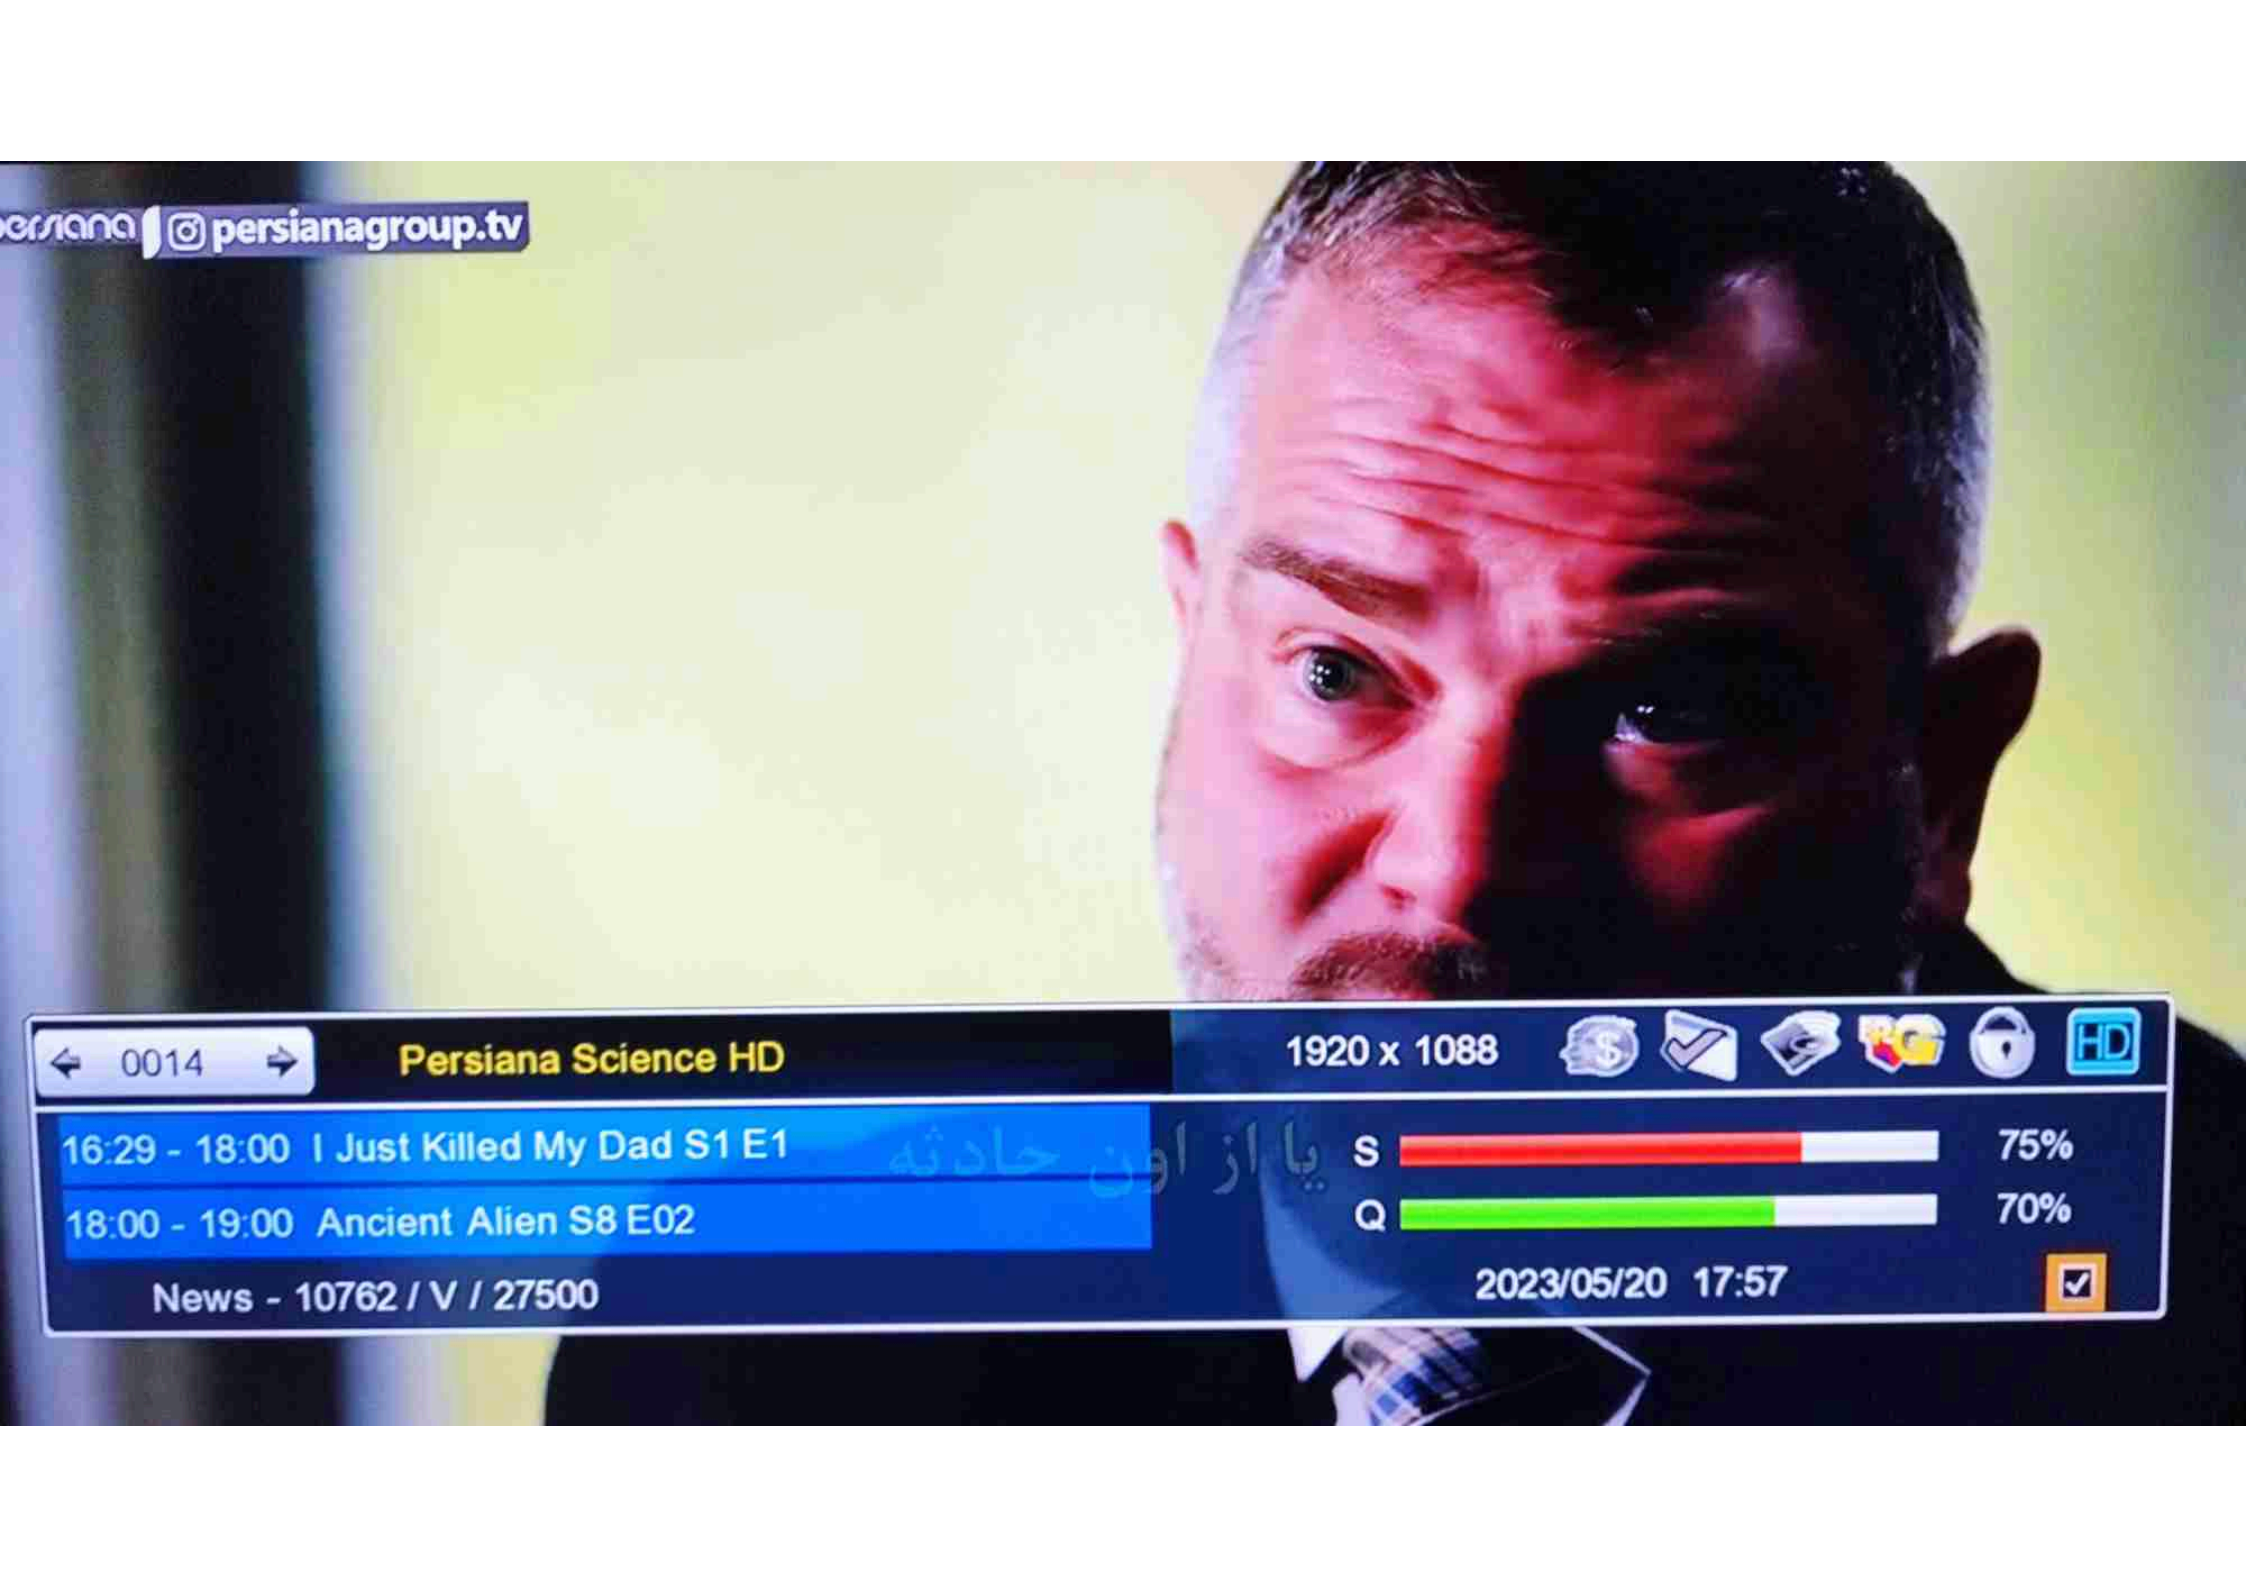 persiana persianagroup.tv
0014 Persiana Science HD 1920 x 1088 HD
16:29 - 18:00 I Just Killed My Dad S1 E1
یا از اون حادثه
S 75%
18:00 - 19:00 Ancient Alien S8 E02
Q 70%
News - 10762 / V / 27500
2023/05/20 17:57